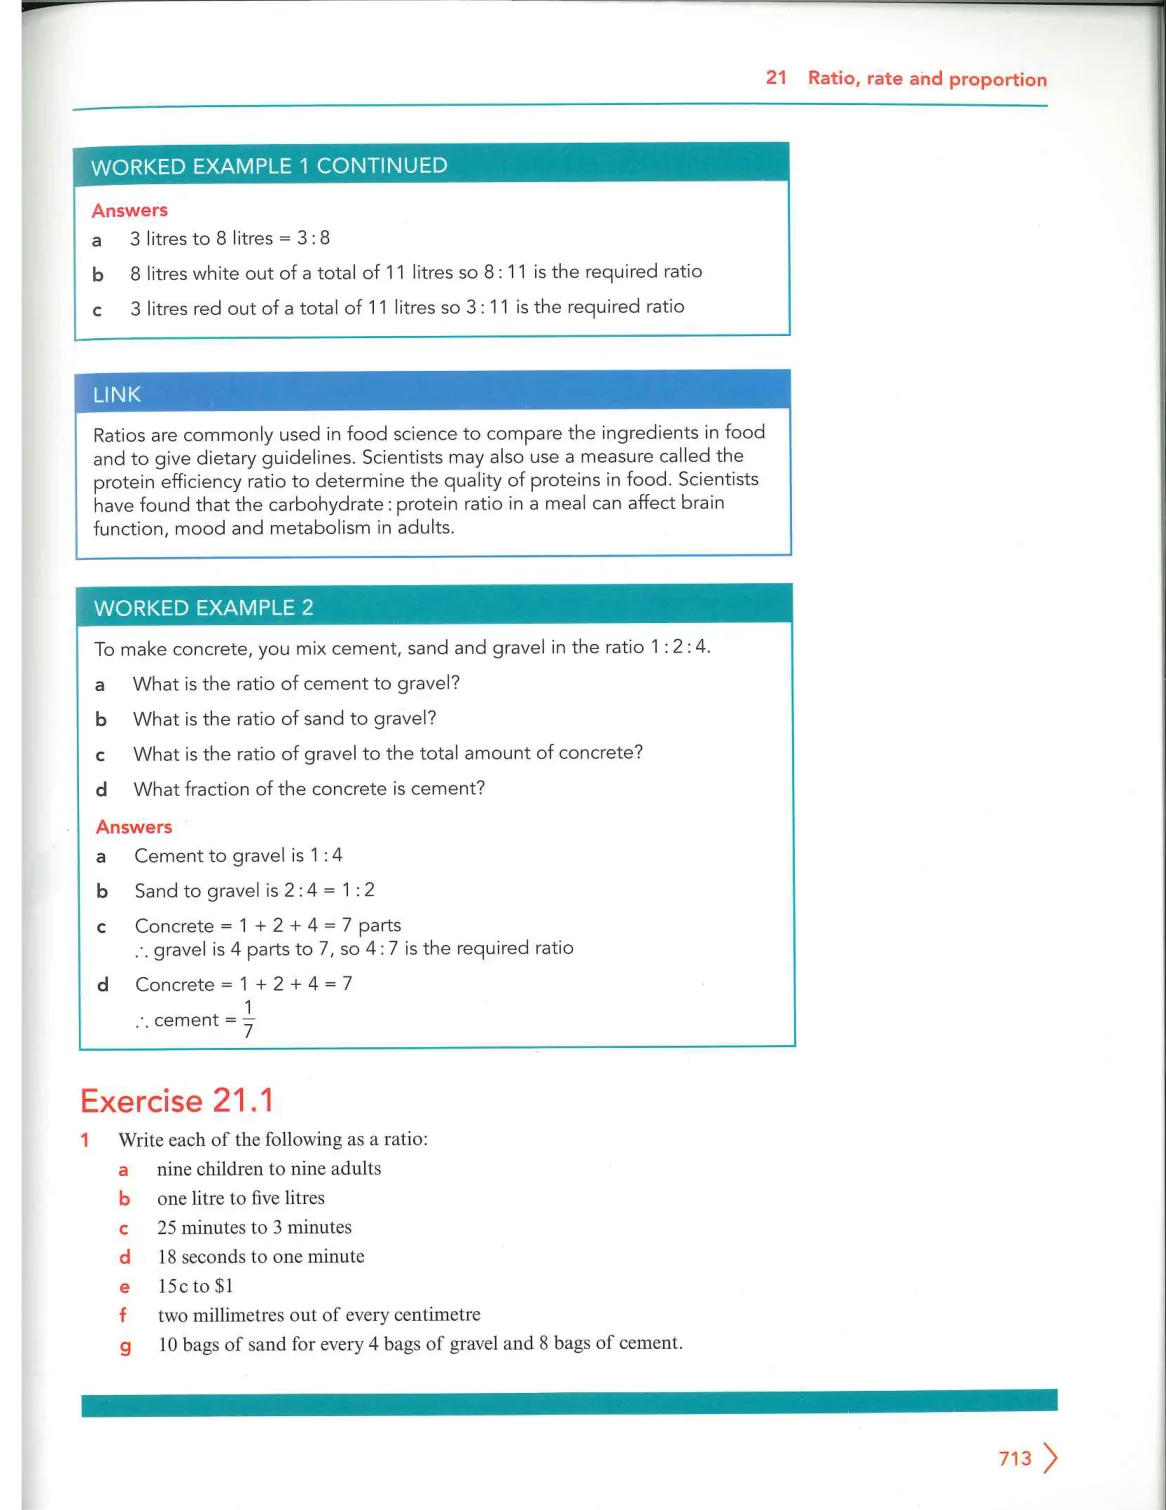 21 Ratio, rate and proportion
WORKED EXAMPLE 1 CONTINUED
Answers
a 3 litres to 8 litres = 3 : 8
b 8 litres white out of a total of 11 litres so 8 : 11 is the required ratio
c 3 litres red out of a total of 11 litres so 3 : 11 is the required ratio
LINK
Ratios are commonly used in food science to compare the ingredients in food
and to give dietary guidelines. Scientists may also use a measure called the
protein efficiency ratio to determine the quality of proteins in food. Scientists
have found that the carbohydrate : protein ratio in a meal can affect brain
function, mood and metabolism in adults.
WORKED EXAMPLE 2
To make concrete, you mix cement, sand and gravel in the ratio 1 : 2 : 4.
a What is the ratio of cement to gravel?
b What is the ratio of sand to gravel?
c What is the ratio of gravel to the total amount of concrete?
d What fraction of the concrete is cement?
Answers
a Cement to gravel is 1 : 4
b Sand to gravel is 2 : 4 = 1 : 2
c Concrete = 1 + 2 + 4 = 7 parts
∴ gravel is 4 parts to 7, so 4 : 7 is the required ratio
d Concrete = 1 + 2 + 4 = 7
∴ cement = 1/7
Exercise 21.1
1 Write each of the following as a ratio:
a nine children to nine adults
b one litre to five litres
c 25 minutes to 3 minutes
d 18 seconds to one minute
e 15c to $1
f two millimetres out of every centimetre
g 10 bags of sand for every 4 bags of gravel and 8 bags of cement.
713 ⟩